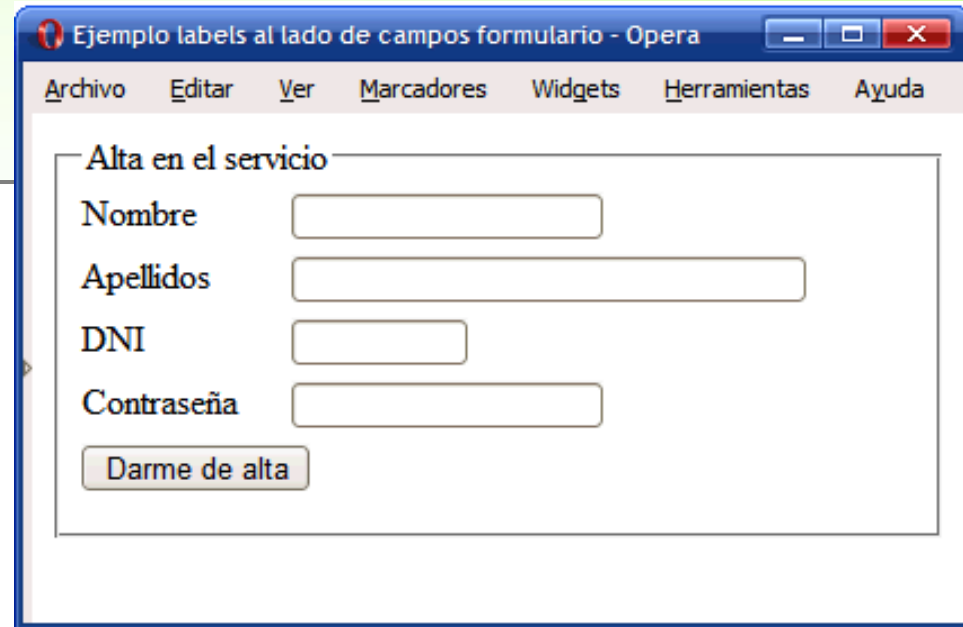 Ejemplo labels al lado de campos formulario - Opera
Archivo Editar Ver Marcadores Widgets Herramientas Ayuda
Alta en el servicio
Nombre
Apellidos
DNI
Contraseña
Darme de alta